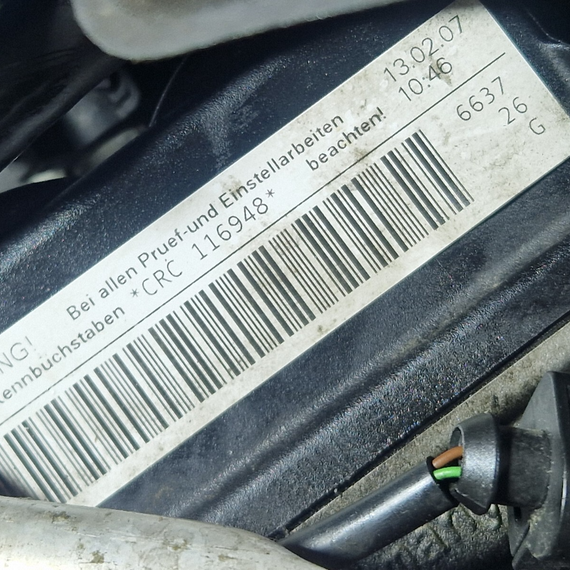 NG! Bei allen Pruef-und Einstellarbeiten 13.02.07
Kennbuchstaben *CRC 116948* beachten! 10:46
6637
26
G